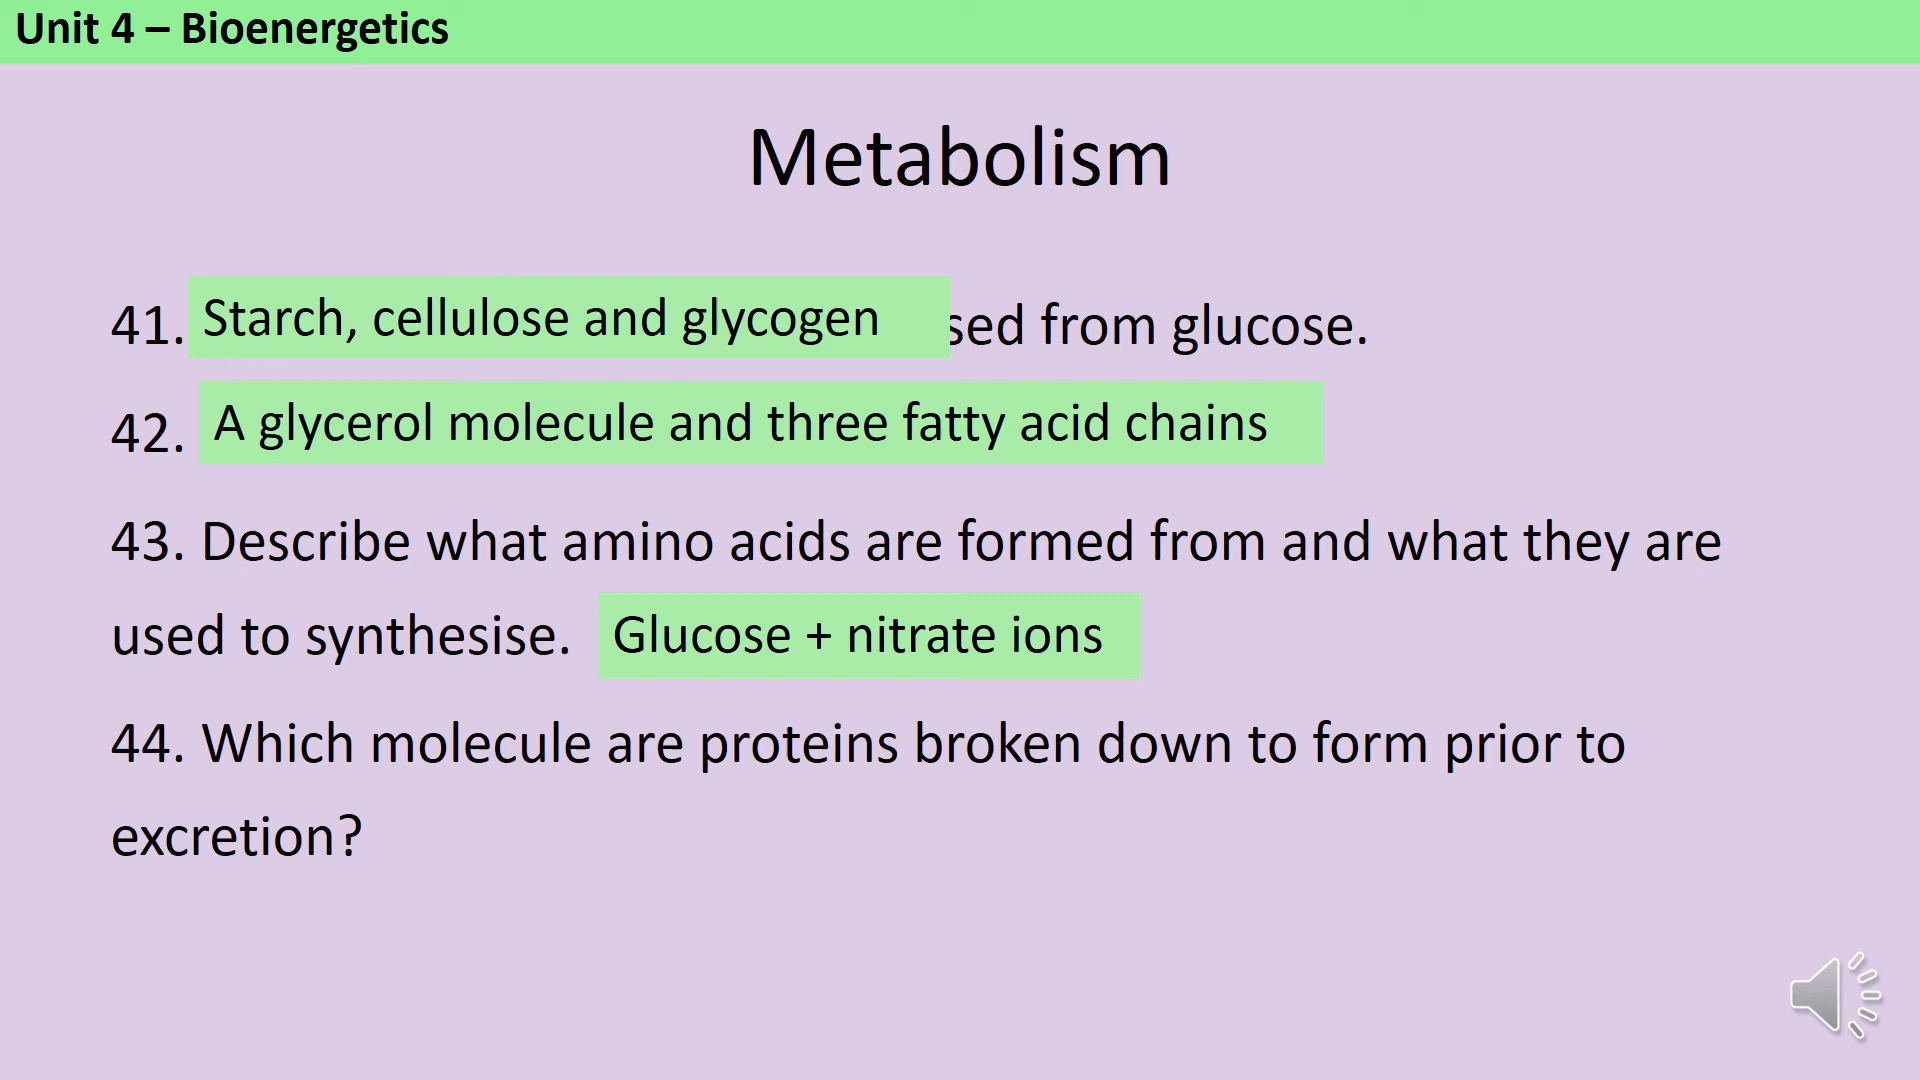 Unit 4 – Bioenergetics
Metabolism
41. Starch, cellulose and glycogen sed from glucose.
42. A glycerol molecule and three fatty acid chains
43. Describe what amino acids are formed from and what they are
used to synthesise. Glucose + nitrate ions
44. Which molecule are proteins broken down to form prior to
excretion?